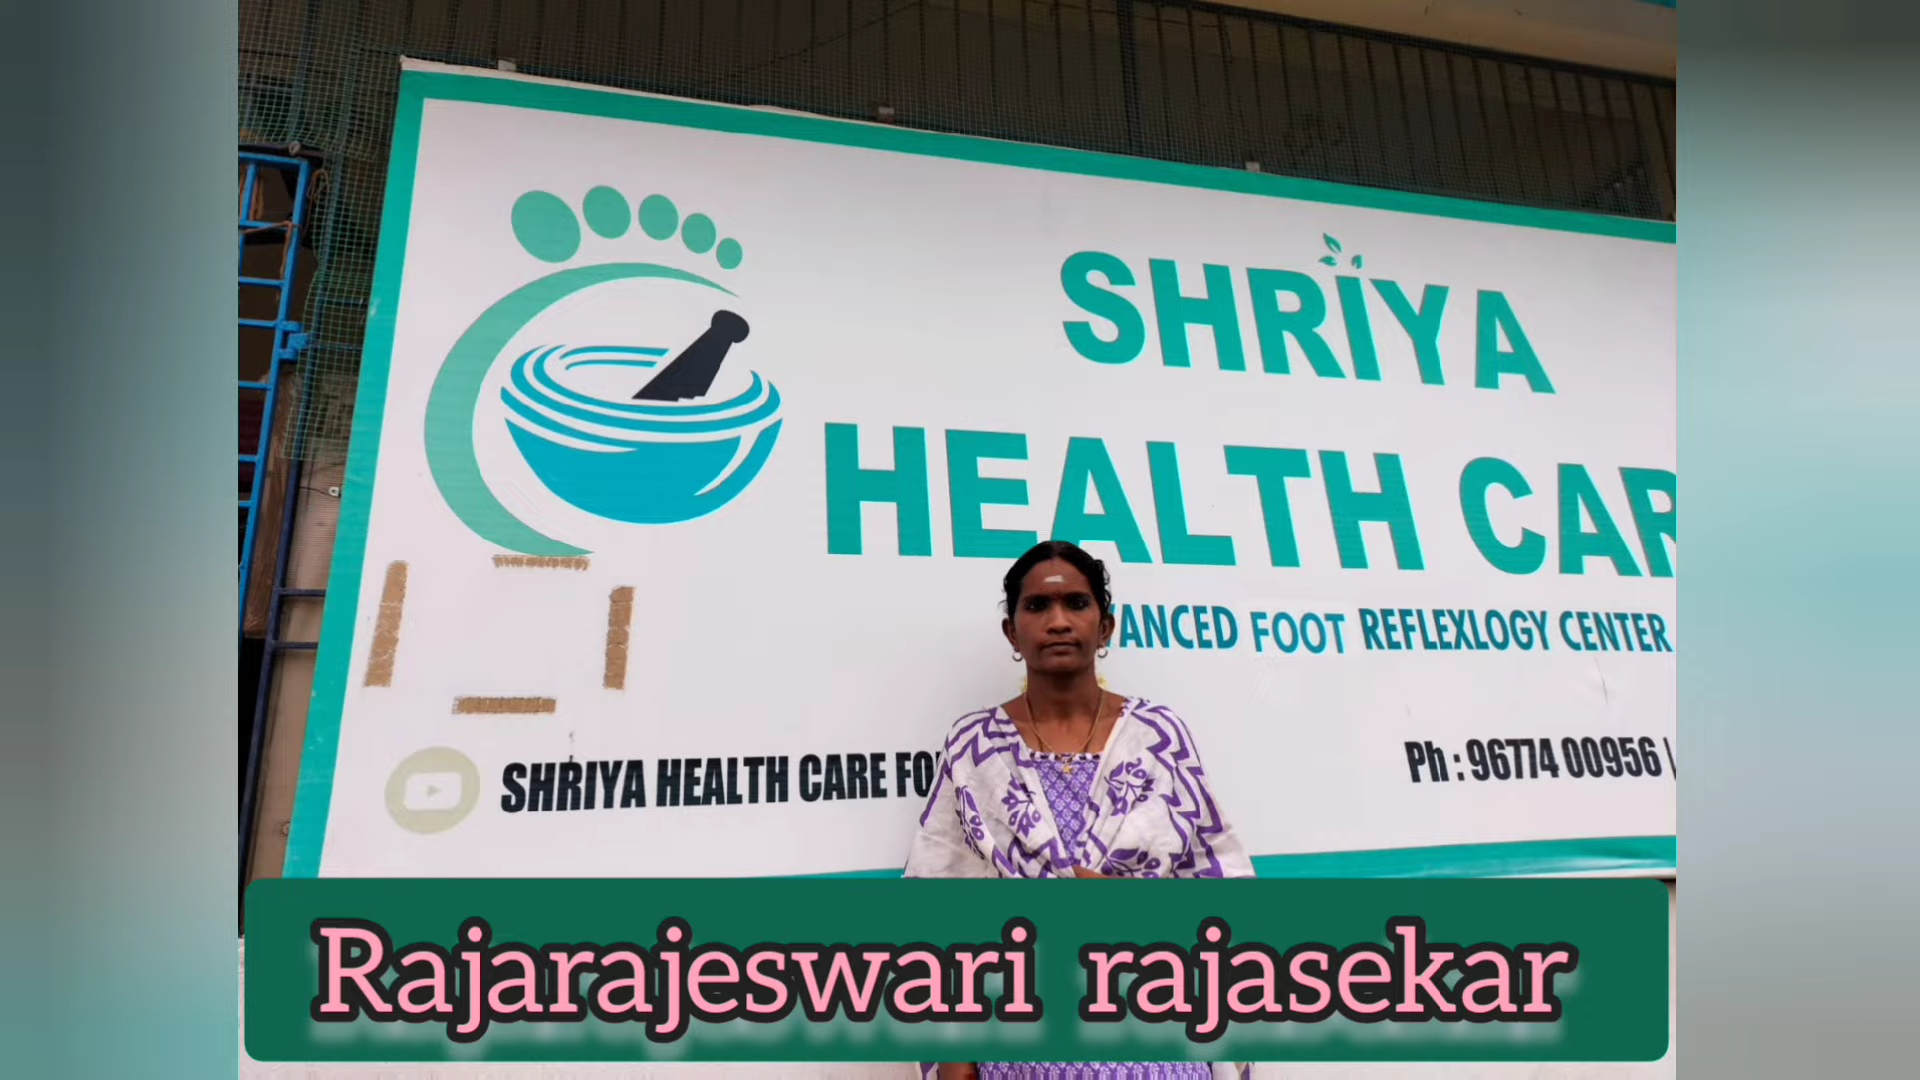 SHRIYA
HEALTH CAR
VANCED FOOT REFLEXLOGY CENTER
SHRIYA HEALTH CARE FO
Ph : 96774 00956 |
Rajarajeswari rajasekar